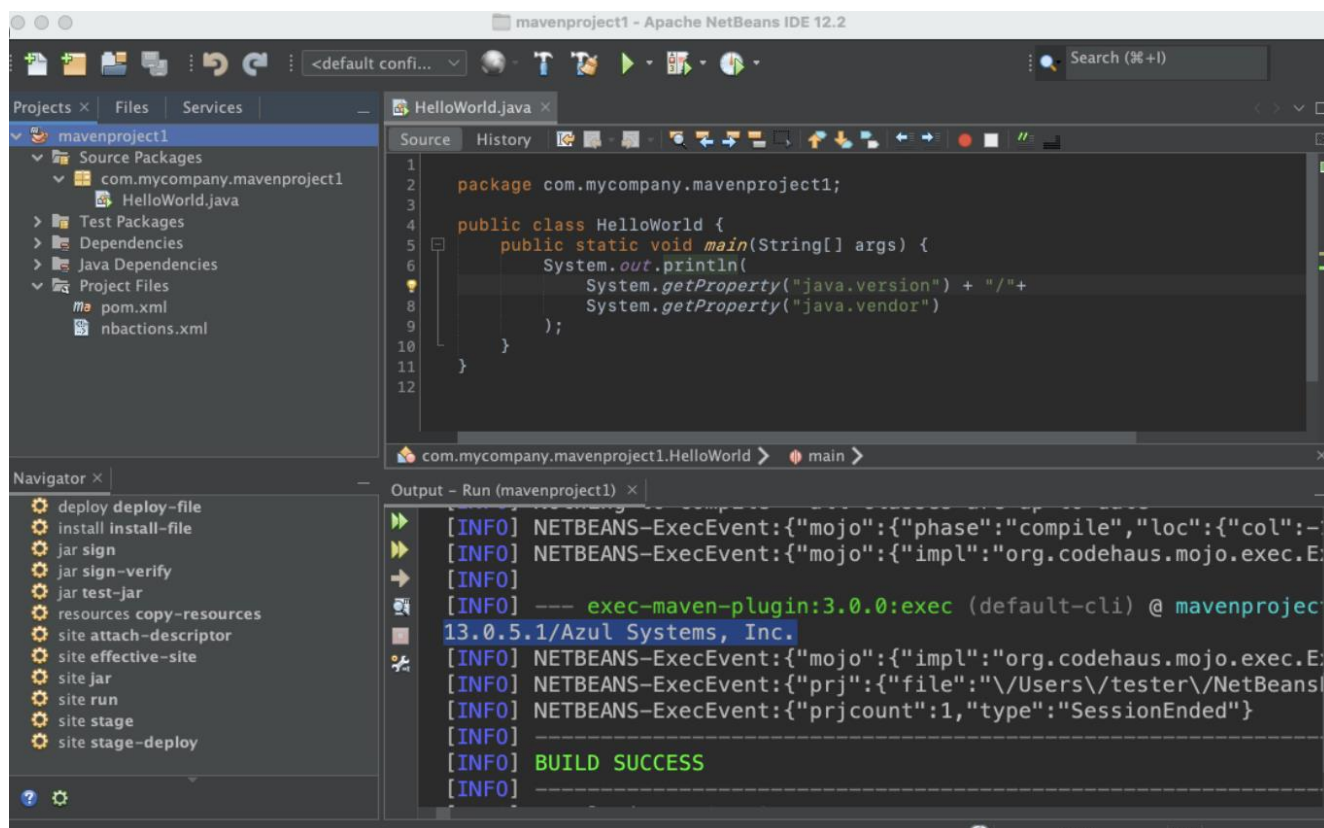 mavenproject1 - Apache NetBeans IDE 12.2
<default confi...
Search (⌘+I)
Projects
Files
Services
mavenproject1
Source Packages
com.mycompany.mavenproject1
HelloWorld.java
Test Packages
Dependencies
Java Dependencies
Project Files
pom.xml
nbactions.xml
HelloWorld.java
Source History
1
2 package com.mycompany.mavenproject1;
3
4 public class HelloWorld {
5 public static void main(String[] args) {
6 System.out.println(
System.getProperty("java.version") + "/"+
8 System.getProperty("java.vendor")
9 );
10 }
11 }
12
com.mycompany.mavenproject1.HelloWorld
main
Navigator
deploy deploy-file
install install-file
jar sign
jar sign-verify
jar test-jar
resources copy-resources
site attach-descriptor
site effective-site
site jar
site run
site stage
site stage-deploy
Output - Run (mavenproject1)
[INFO] NETBEANS-ExecEvent:{"mojo":{"phase":"compile","loc":{"col":-
[INFO] NETBEANS-ExecEvent:{"mojo":{"impl":"org.codehaus.mojo.exec.E
[INFO]
[INFO] --- exec-maven-plugin:3.0.0:exec (default-cli) @ mavenprojec
13.0.5.1/Azul Systems, Inc.
[INFO] NETBEANS-ExecEvent:{"mojo":{"impl":"org.codehaus.mojo.exec.E
[INFO] NETBEANS-ExecEvent:{"prj":{"file":"\/Users\/tester\/NetBeans
[INFO] NETBEANS-ExecEvent:{"prjcount":1,"type":"SessionEnded"}
[INFO] ------------------------------------------------------------
[INFO] BUILD SUCCESS
[INFO] ------------------------------------------------------------